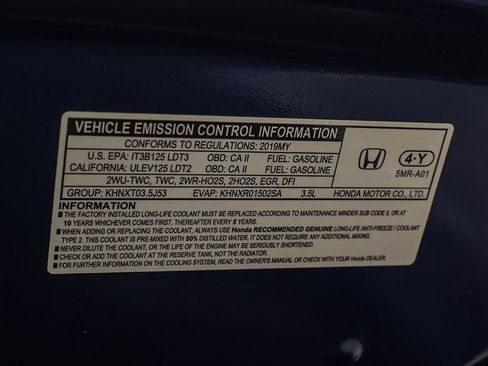 VEHICLE EMISSION CONTROL INFORMATION
CONFORMS TO REGULATIONS: 2019MY
U.S. EPA: IT3B125 LDT3 OBD: CA II FUEL: GASOLINE
CALIFORNIA: ULEV125 LDT2 OBD: CA II FUEL: GASOLINE
2WU-TWC, TWC, 2WR-HO2S, 2HO2S, EGR, DFI
GROUP: KHNXT03.5J53 EVAP: KHNXR01502SA 3.5L HONDA MOTOR CO., LTD.
4-Y
5MR-A01
INFORMATION
■ THE FACTORY INSTALLED LONG-LIFE COOLANT MUST BE REPLACED ACCORDING TO MAINTENANCE MINDER SUB CODE 5, OR AT
10 YEARS WHICHEVER COMES FIRST. THEREAFTER EVERY 5 YEARS.
■ WHEN ADDING OR REPLACING THE COOLANT, ALWAYS USE Honda RECOMMENDED GENUINE LONG-LIFE ANTI-FREEZE / COOLANT
TYPE 2. THIS COOLANT IS PRE-MIXED WITH 50% DISTILLED WATER. IT DOES NOT REQUIRE ANY ADDITIONAL MIXING.
■ NEVER DILUTE THE COOLANT, OR THE LIFE OF THE ENGINE MAY BE SERIOUSLY SHORTENED.
■ CHECK OR ADD THE COOLANT AT THE RESERVE TANK, NOT THE RADIATOR.
■ FOR FURTHER INFORMATION ON THE COOLING SYSTEM, READ THE OWNER'S MANUAL OR CHECK WITH YOUR Honda DEALER.